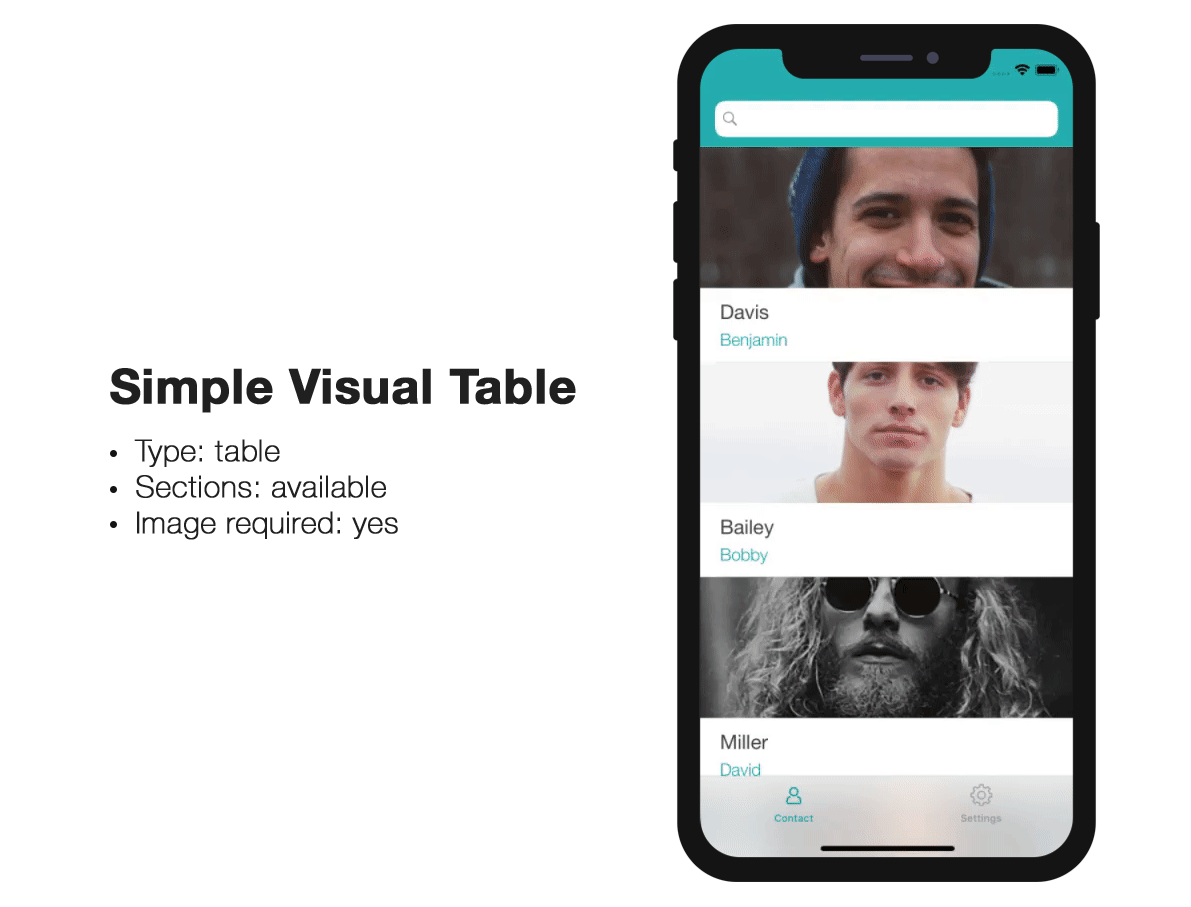 Simple Visual Table
• Type: table
• Sections: available
• Image required: yes
Davis
Benjamin
Bailey
Bobby
Miller
David
Contact
Settings